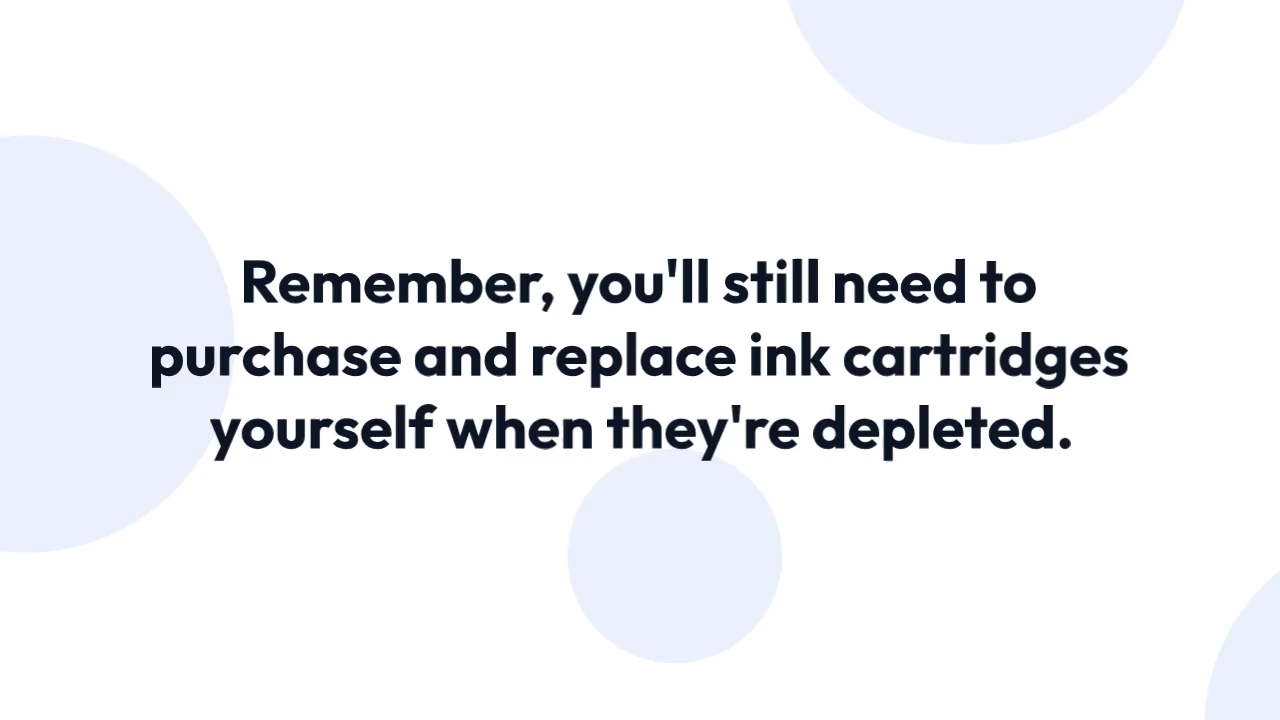 Remember, you'll still need to
purchase and replace ink cartridges
yourself when they're depleted.